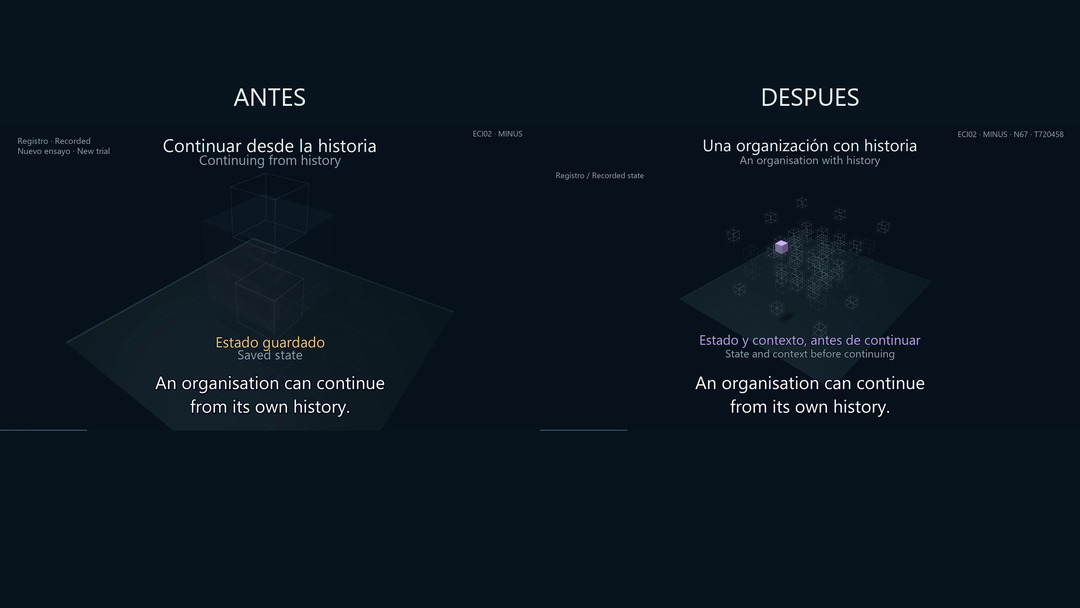 ANTES
Registro · Recorded
Nuevo ensayo · New trial
ECI02 · MINUS
Continuar desde la historia
Continuing from history
Estado guardado
Saved state
An organisation can continue
from its own history.
DESPUES
ECI02 · MINUS · N67 · T720458
Una organización con historia
An organisation with history
Registro / Recorded state
Estado y contexto, antes de continuar
State and context before continuing
An organisation can continue
from its own history.